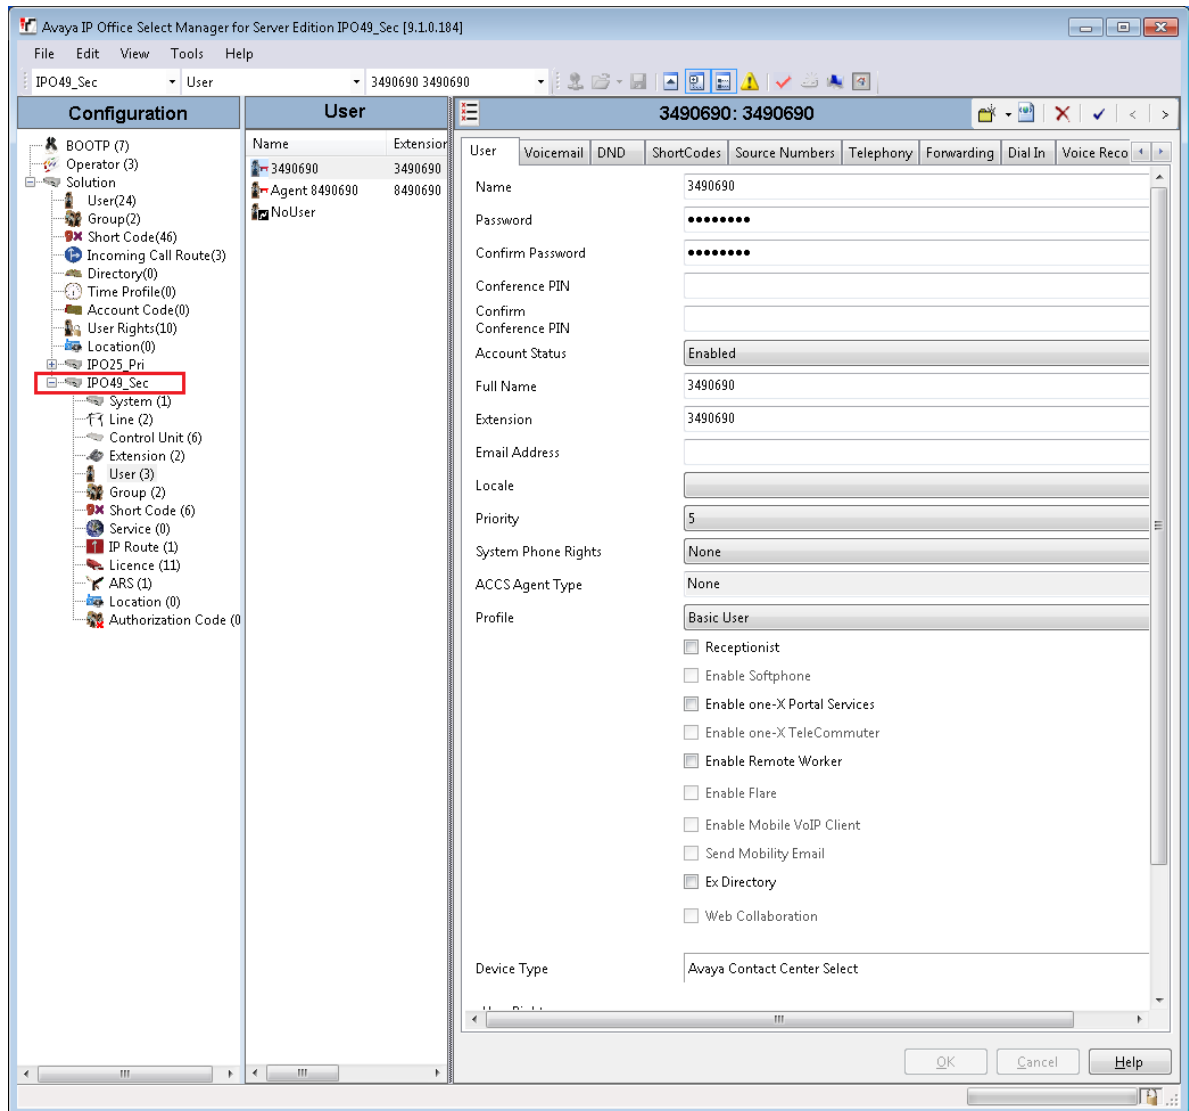 Avaya IP Office Select Manager for Server Edition IPO49_Sec [9.1.0.184]
File Edit View Tools Help
IPO49_Sec User 3490690 3490690
Configuration
BOOTP (7)
Operator (3)
Solution
User(24)
Group(2)
Short Code(46)
Incoming Call Route(3)
Directory(0)
Time Profile(0)
Account Code(0)
User Rights(10)
Location(0)
IPO25_Pri
IPO49_Sec
System (1)
Line (2)
Control Unit (6)
Extension (2)
User (3)
Group (2)
Short Code (6)
Service (0)
IP Route (1)
Licence (11)
ARS (1)
Location (0)
Authorization Code (0
User
Name Extension
3490690 3490690
Agent 8490690 8490690
NoUser
3490690: 3490690
User Voicemail DND ShortCodes Source Numbers Telephony Forwarding Dial In Voice Reco
Name 3490690
Password ●●●●●●●●
Confirm Password ●●●●●●●●
Conference PIN
Confirm
Conference PIN
Account Status Enabled
Full Name 3490690
Extension 3490690
Email Address
Locale
Priority 5
System Phone Rights None
ACCS Agent Type None
Profile Basic User
Receptionist
Enable Softphone
Enable one-X Portal Services
Enable one-X TeleCommuter
Enable Remote Worker
Enable Flare
Enable Mobile VoIP Client
Send Mobility Email
Ex Directory
Web Collaboration
Device Type Avaya Contact Center Select
OK Cancel Help